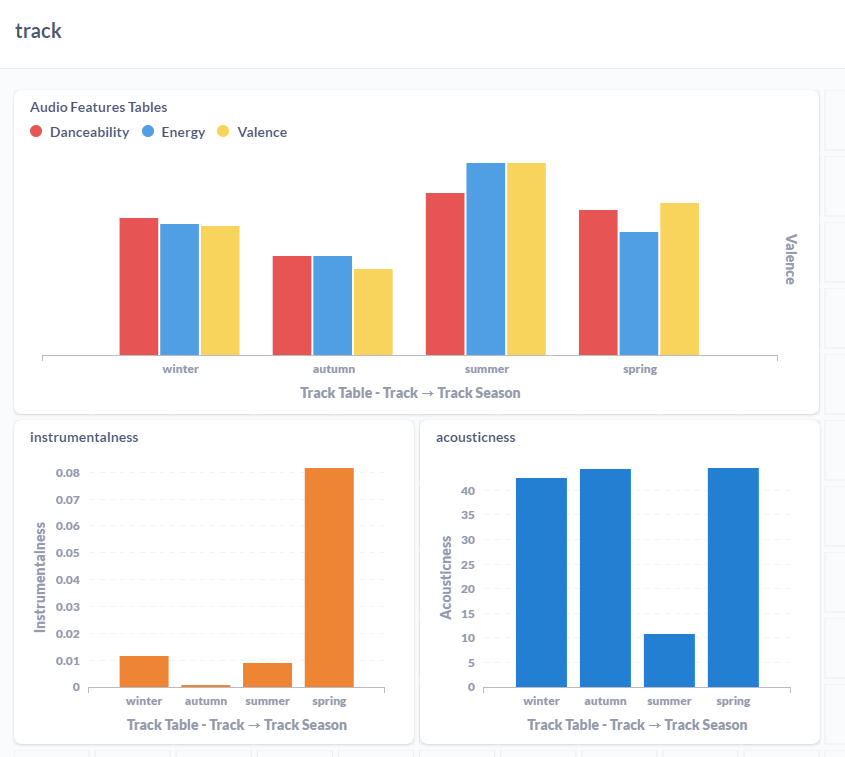 track
Audio Features Tables
Danceability Energy Valence
Valence
winter autumn summer spring
Track Table - Track → Track Season
instrumentalness
0.08
0.07
0.06
0.05
0.04
0.03
0.02
0.01
0
Instrumentalness
winter autumn summer spring
Track Table - Track → Track Season
acousticness
40
35
30
25
20
15
10
5
0
Acousticness
winter autumn summer spring
Track Table - Track → Track Season